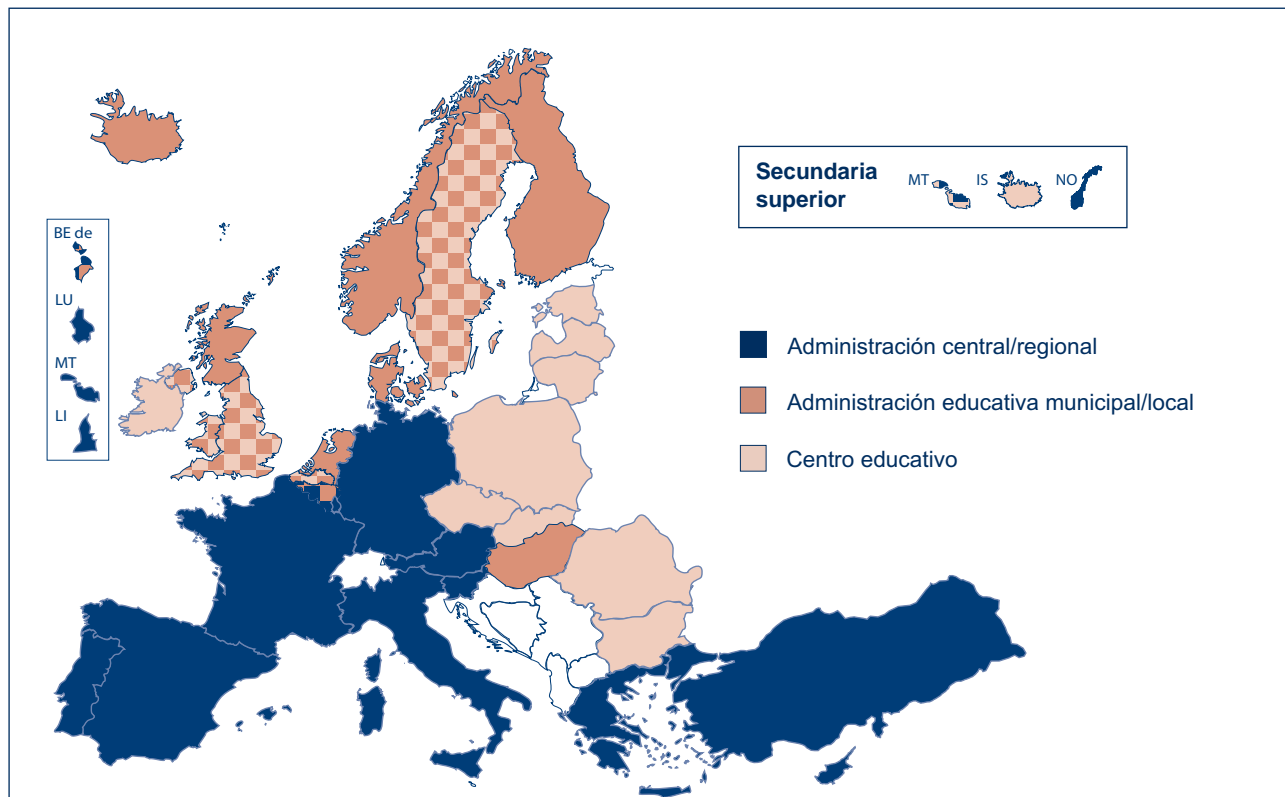 Secundaria
superior
MT IS NO
BE de
LU
MT
LI
Administración central/regional
Administración educativa municipal/local
Centro educativo